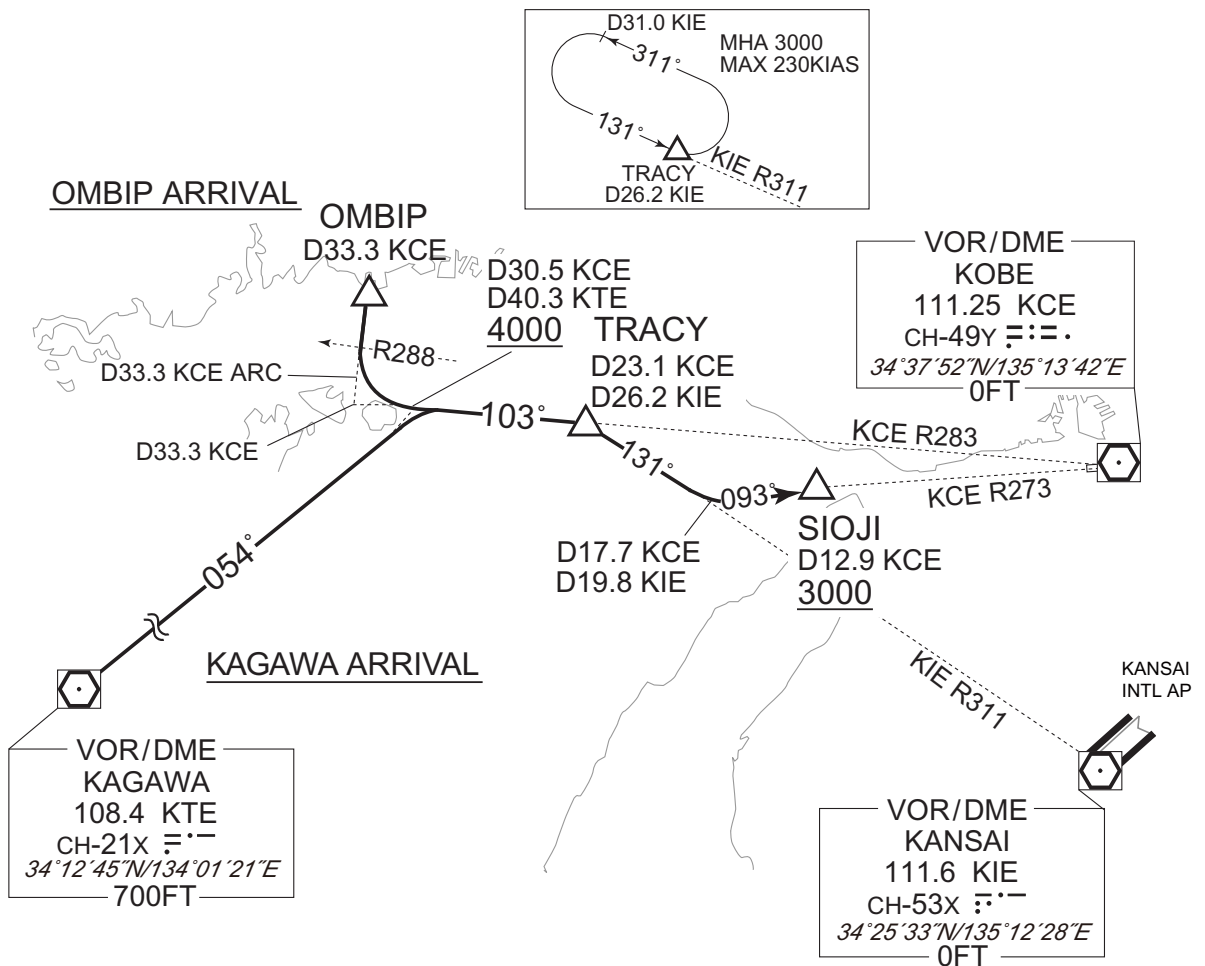 D31.0 KIE
MHA 3000
MAX 230KIAS
311°
131°
TRACY
D26.2 KIE
KIE R311
OMBIP ARRIVAL
OMBIP
D33.3 KCE
D30.5 KCE
D40.3 KTE
4000
TRACY
D23.1 KCE
D26.2 KIE
VOR/DME
KOBE
111.25 KCE
CH-49Y
34°37´52˝N/135°13´42˝E
0FT
R288
D33.3 KCE ARC
D33.3 KCE
103°
131°
093°
KCE R283
KCE R273
SIOJI
D12.9 KCE
3000
D17.7 KCE
D19.8 KIE
054°
KAGAWA ARRIVAL
KIE R311
KANSAI
INTL AP
VOR/DME
KAGAWA
108.4 KTE
CH-21X
34°12´45˝N/134°01´21˝E
700FT
VOR/DME
KANSAI
111.6 KIE
CH-53X
34°25´33˝N/135°12´28˝E
0FT